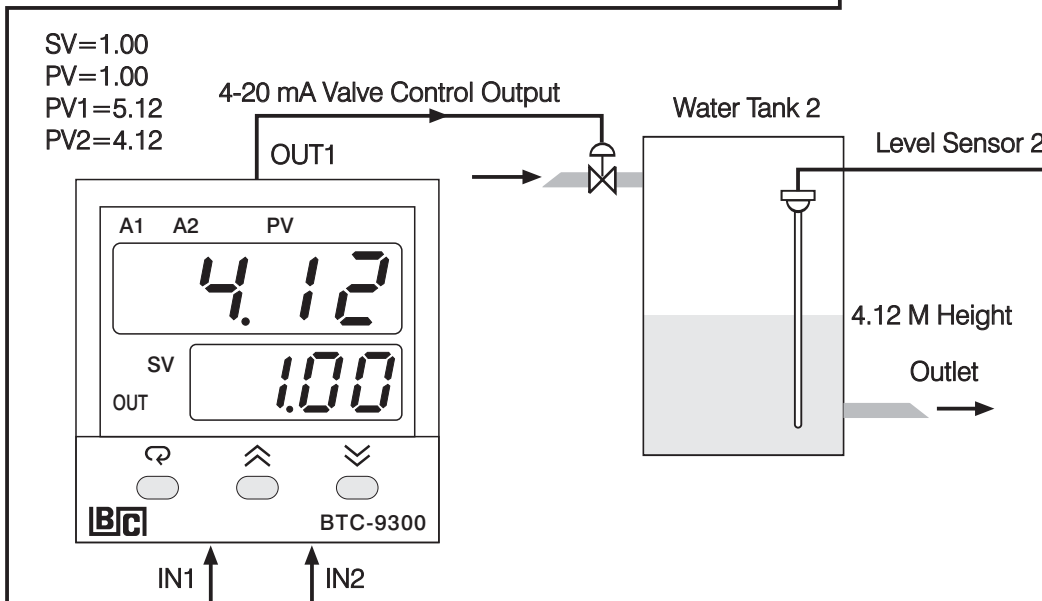 SV=1.00
PV=1.00
PV1=5.12
PV2=4.12
4-20 mA Valve Control Output
OUT1
Water Tank 2
Level Sensor 2
A1 A2 PV
4.12
SV
1.00
OUT
4.12 M Height
Outlet
BC
BTC-9300
IN1
IN2